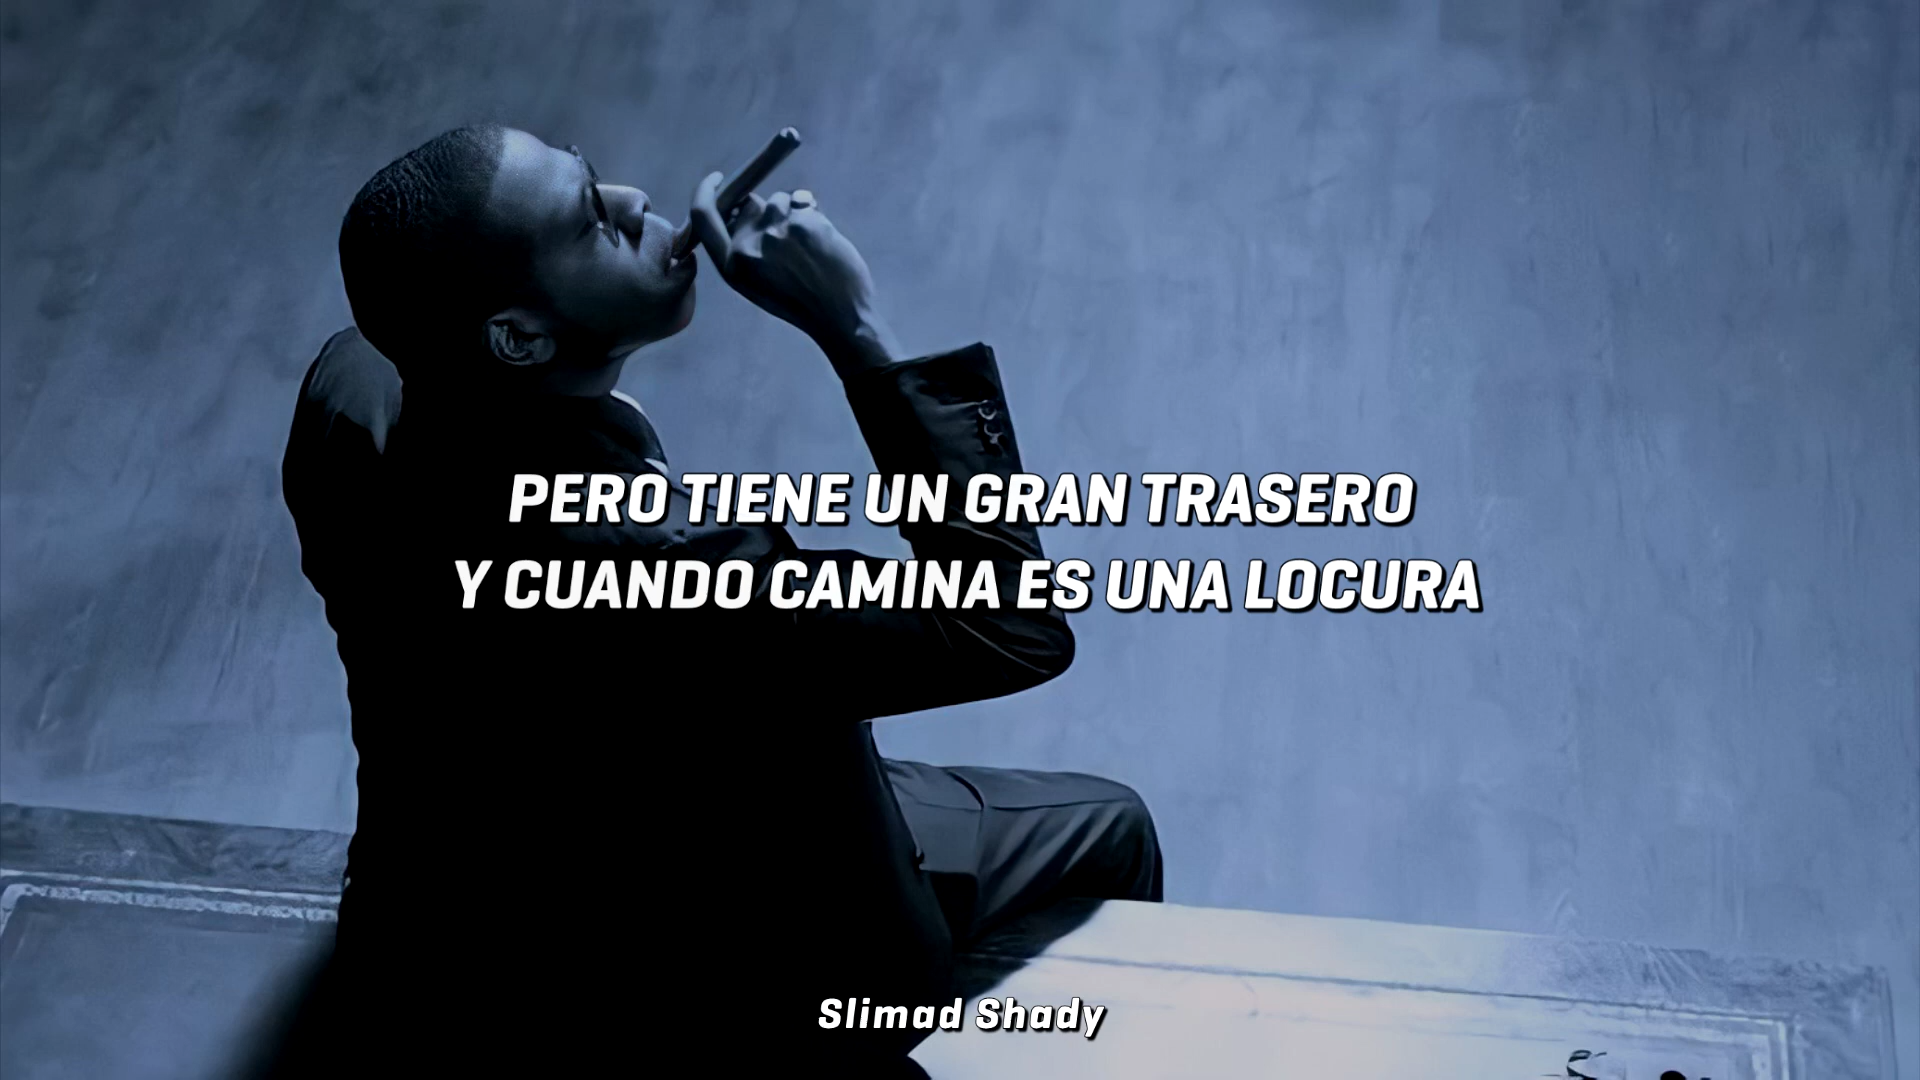 PERO TIENE UN GRAN TRASERO
Y CUANDO CAMINA ES UNA LOCURA
Slimad Shady